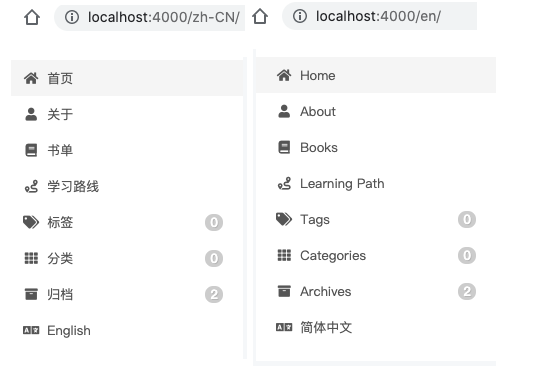 localhost:4000/zh-CN/
首页
关于
书单
学习路线
标签 0
分类 0
归档 2
English
localhost:4000/en/
Home
About
Books
Learning Path
Tags 0
Categories 0
Archives 2
简体中文